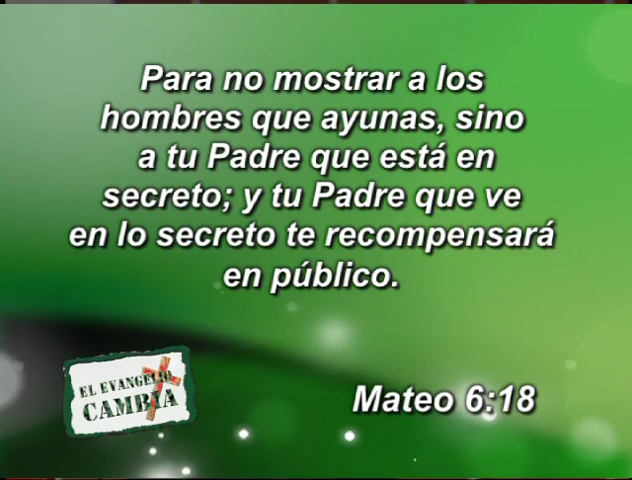 Para no mostrar a los
hombres que ayunas, sino
a tu Padre que está en
secreto; y tu Padre que ve
en lo secreto te recompensará
en público.
EL EVANGELIO
CAMBIA
Mateo 6:18